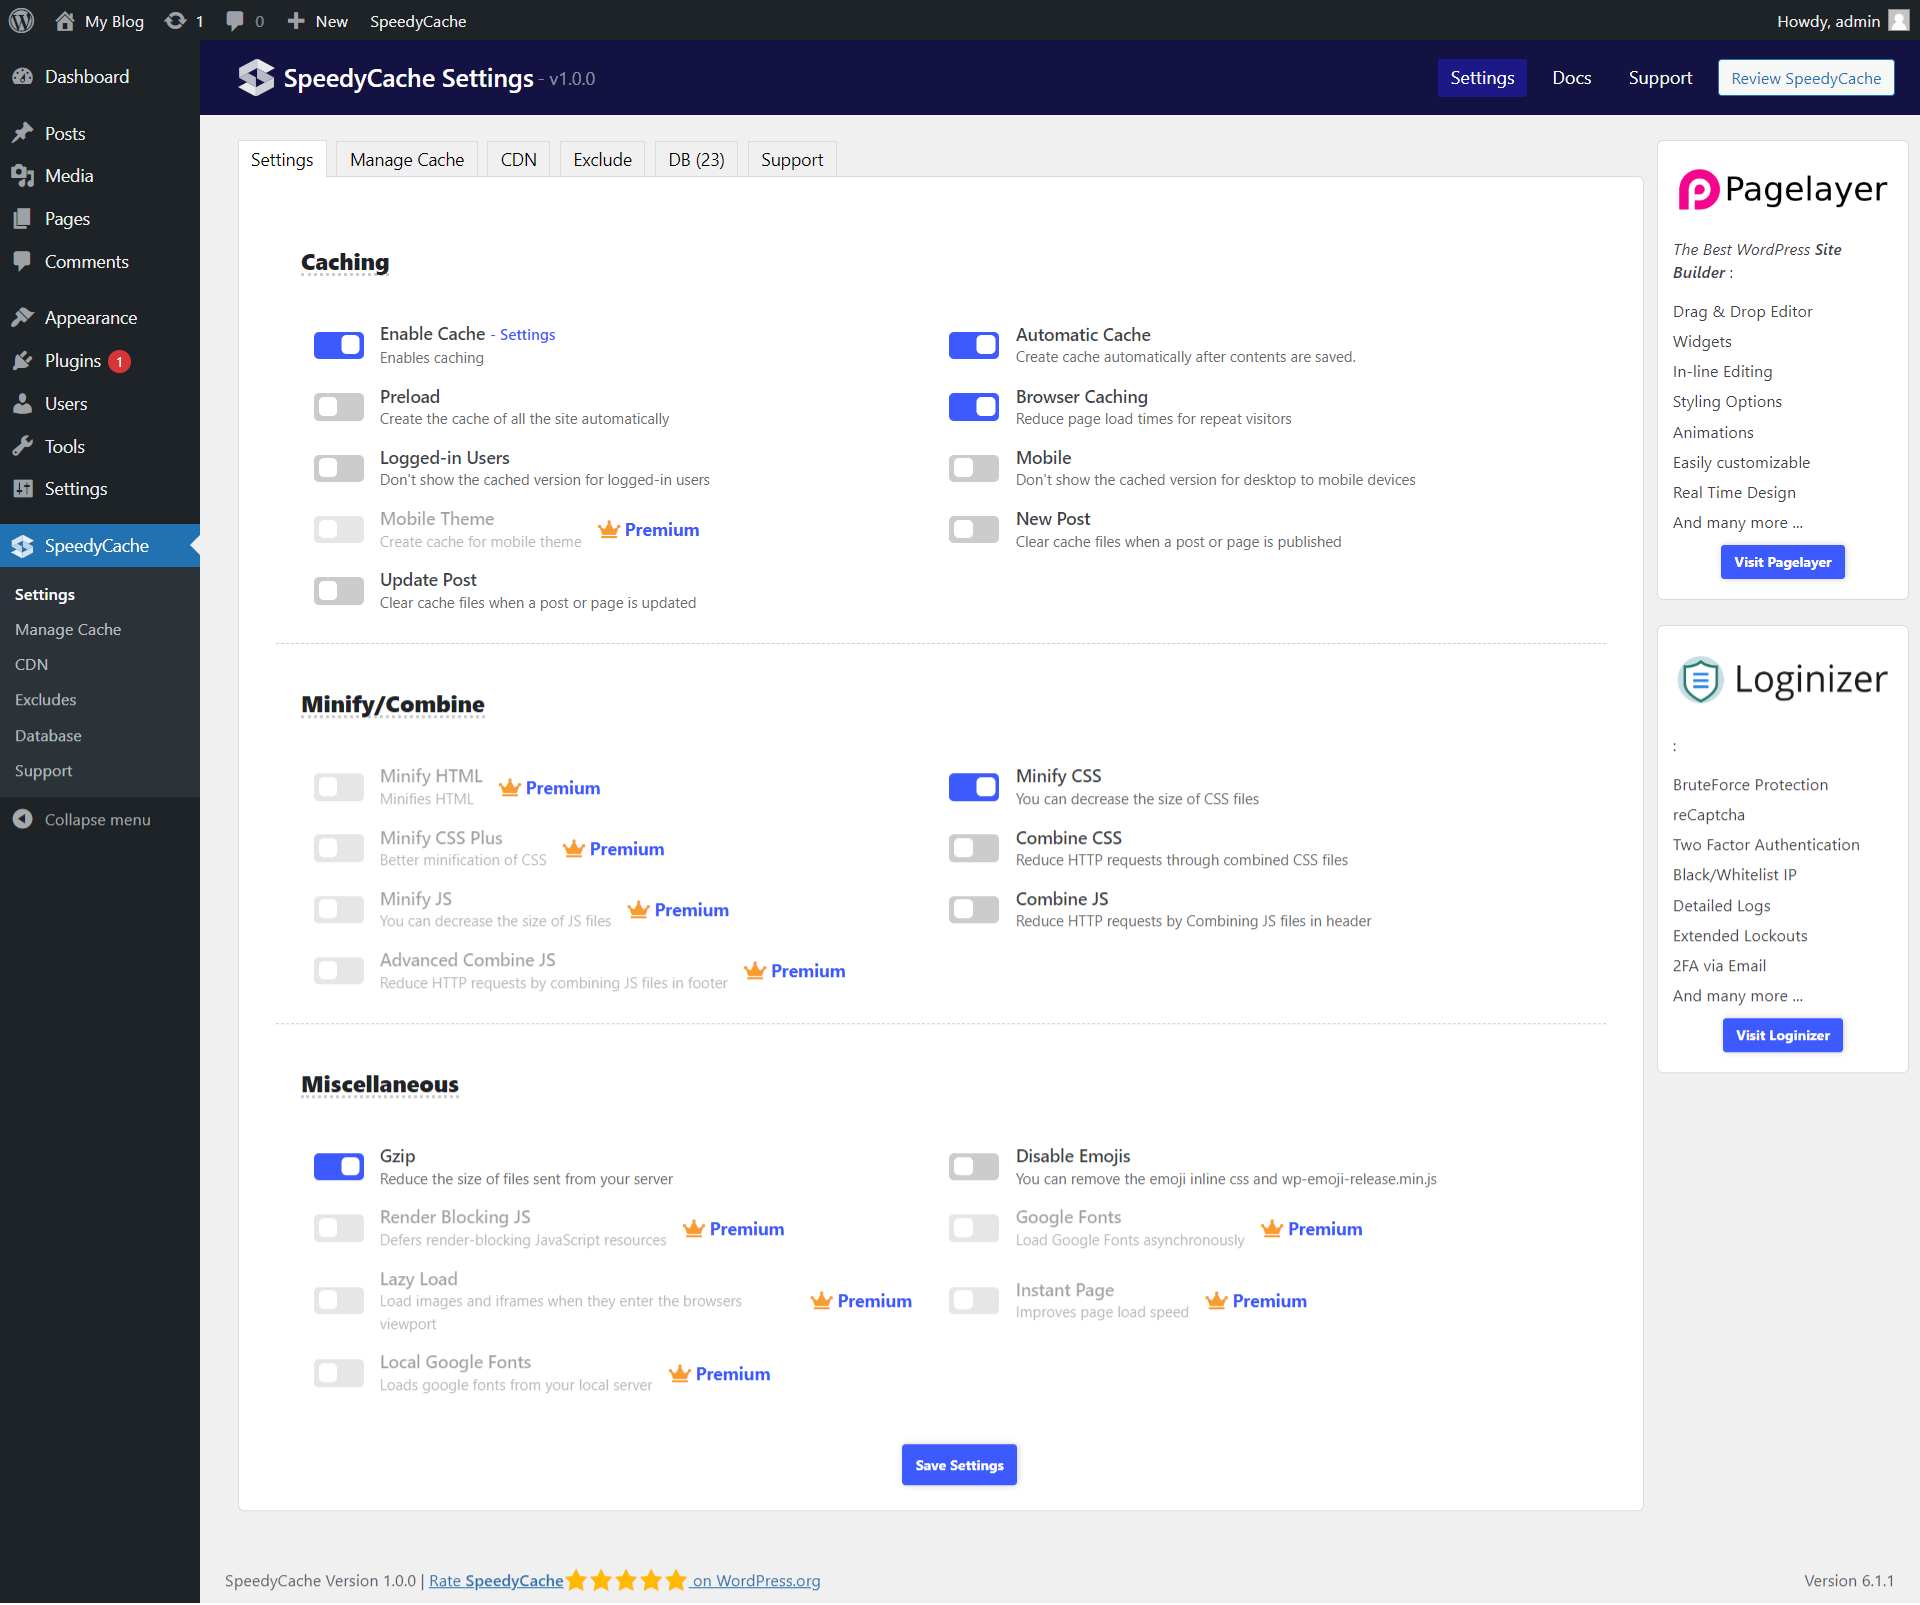 My Blog 1 0 New SpeedyCache Howdy, admin
Dashboard
Posts
Media
Pages
Comments
Appearance
Plugins 1
Users
Tools
Settings
SpeedyCache
Settings
Manage Cache
CDN
Excludes
Database
Support
Collapse menu
SpeedyCache Settings - v1.0.0
Settings Docs Support Review SpeedyCache
Settings Manage Cache CDN Exclude DB (23) Support
Caching
Enable Cache - Settings
Enables caching
Automatic Cache
Create cache automatically after contents are saved.
Preload
Create the cache of all the site automatically
Browser Caching
Reduce page load times for repeat visitors
Logged-in Users
Don't show the cached version for logged-in users
Mobile
Don't show the cached version for desktop to mobile devices
Mobile Theme
Create cache for mobile theme
Premium
New Post
Clear cache files when a post or page is published
Update Post
Clear cache files when a post or page is updated
Minify/Combine
Minify HTML
Minifies HTML
Premium
Minify CSS
You can decrease the size of CSS files
Minify CSS Plus
Better minification of CSS
Premium
Combine CSS
Reduce HTTP requests through combined CSS files
Minify JS
You can decrease the size of JS files
Premium
Combine JS
Reduce HTTP requests by Combining JS files in header
Advanced Combine JS
Reduce HTTP requests by combining JS files in footer
Premium
Miscellaneous
Gzip
Reduce the size of files sent from your server
Disable Emojis
You can remove the emoji inline css and wp-emoji-release.min.js
Render Blocking JS
Defers render-blocking JavaScript resources
Premium
Google Fonts
Load Google Fonts asynchronously
Premium
Lazy Load
Load images and iframes when they enter the browsers
viewport
Premium
Instant Page
Improves page load speed
Premium
Local Google Fonts
Loads google fonts from your local server
Premium
Save Settings
Pagelayer
The Best WordPress Site
Builder :
Drag & Drop Editor
Widgets
In-line Editing
Styling Options
Animations
Easily customizable
Real Time Design
And many more ...
Visit Pagelayer
Loginizer
:
BruteForce Protection
reCaptcha
Two Factor Authentication
Black/Whitelist IP
Detailed Logs
Extended Lockouts
2FA via Email
And many more ...
Visit Loginizer
SpeedyCache Version 1.0.0 | Rate SpeedyCache on WordPress.org
Version 6.1.1